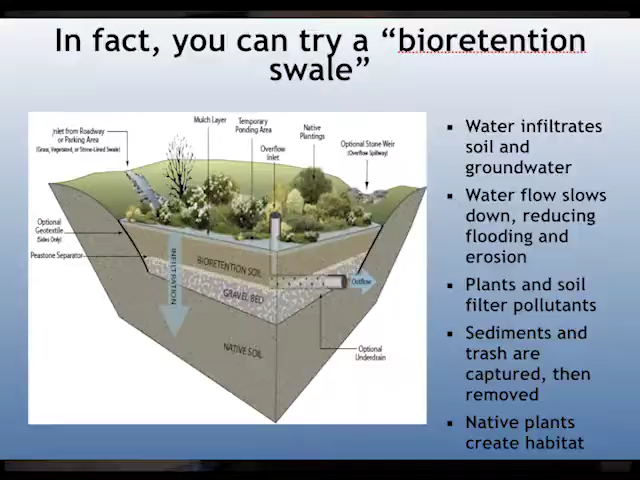 In fact, you can try a “bioretention
swale”
Inlet from Roadway
or Parking Area
(Grass, Vegetated, or Stone-Lined Swale)
Mulch Layer
Temporary
Ponding Area
Overflow
Inlet
Native
Plantings
Optional Stone Weir
(Overflow Spillway)
Optional
Geotextile
(Sides Only)
Peastone Separator
INFILTRATION
BIORETENTION SOIL
GRAVEL BED
NATIVE SOIL
Outflow
Optional
Underdrain
▪ Water infiltrates
soil and
groundwater
▪ Water flow slows
down, reducing
flooding and
erosion
▪ Plants and soil
filter pollutants
▪ Sediments and
trash are
captured, then
removed
▪ Native plants
create habitat